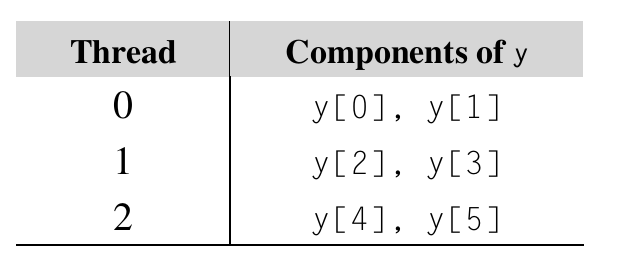 Thread Components of y
0 y[0], y[1]
1 y[2], y[3]
2 y[4], y[5]